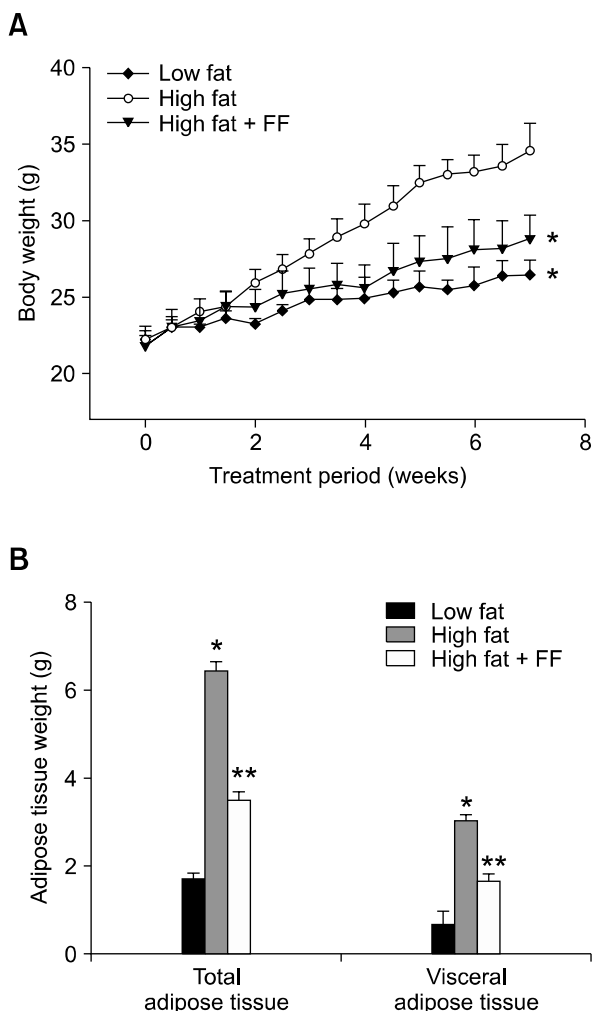 A
40
35
30
25
20
Body weight (g)
Low fat
High fat
High fat + FF
*
*
0 2 4 6 8
Treatment period (weeks)
B
8
6
4
2
0
Adipose tissue weight (g)
Low fat
High fat
High fat + FF
*
**
*
**
Total
adipose tissue
Visceral
adipose tissue